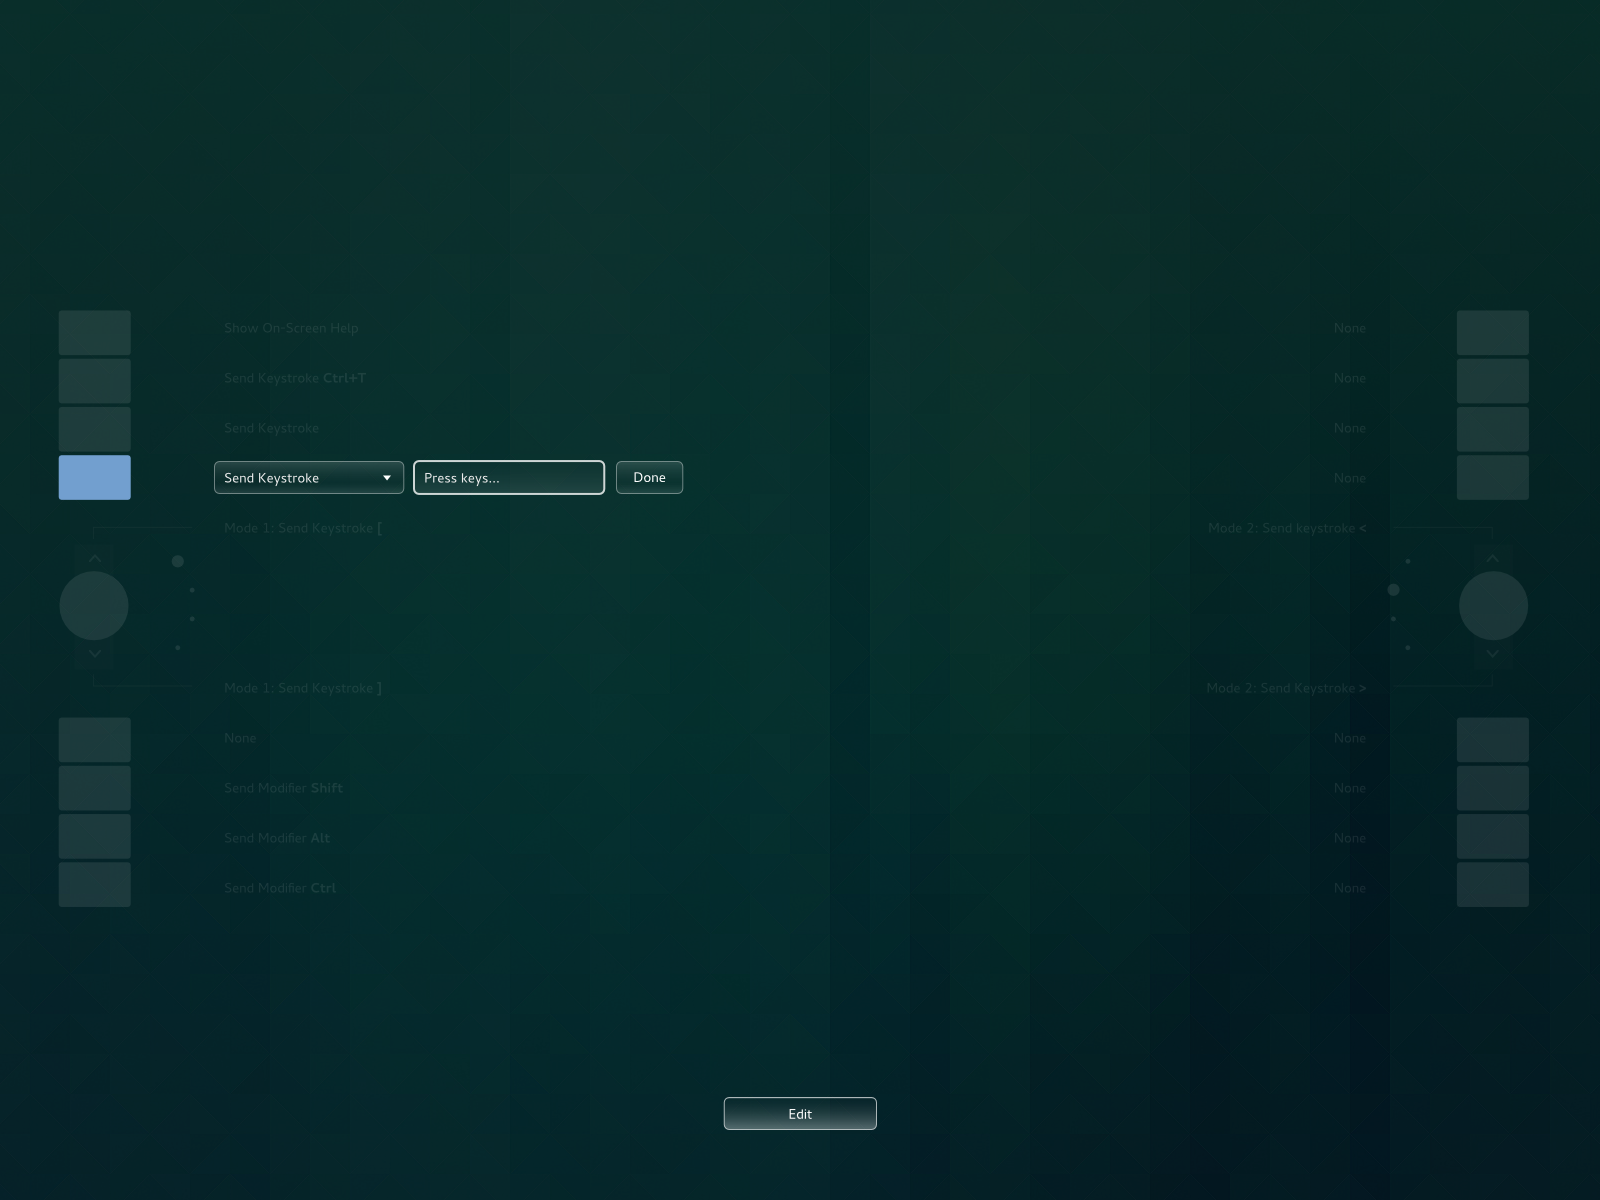 Show On-Screen Help
None
Send Keystroke Ctrl+T
None
Send Keystroke
None
Send Keystroke
Press keys...
Done
None
Mode 1: Send Keystroke [
Mode 2: Send keystroke <
Mode 1: Send Keystroke ]
Mode 2: Send Keystroke >
None
None
Send Modifier Shift
None
Send Modifier Alt
None
Send Modifier Ctrl
None
Edit